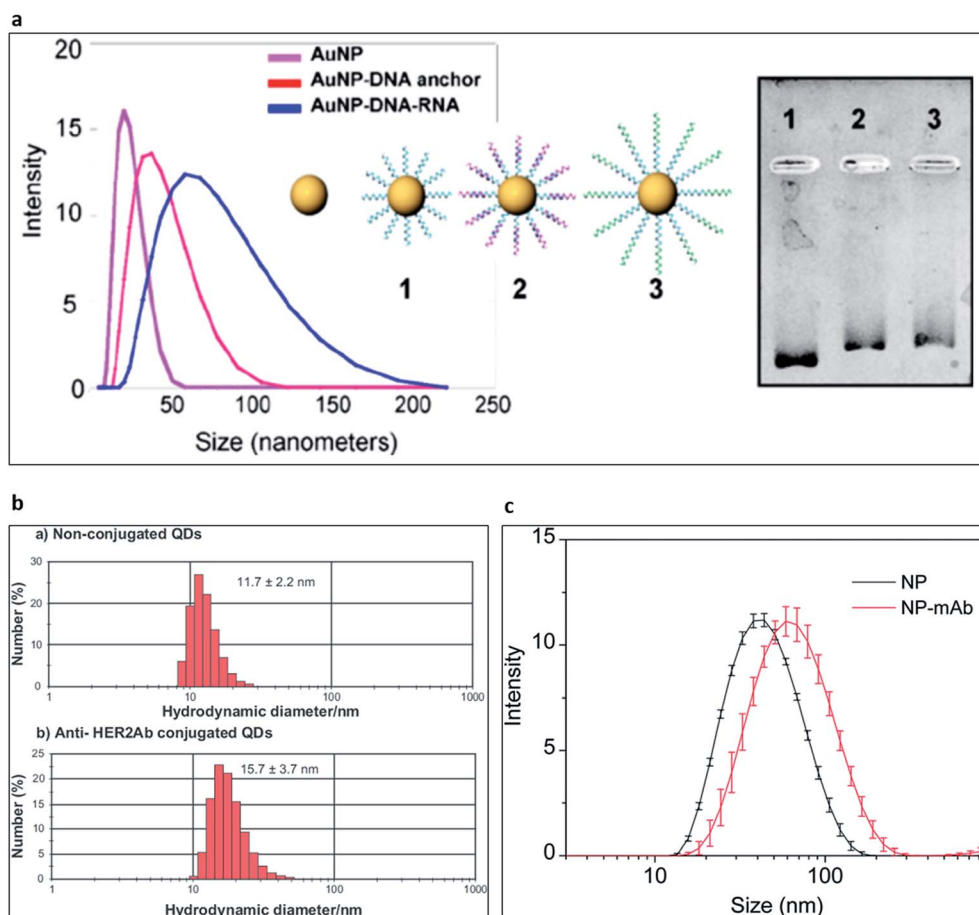 a
20
15
10
5
0
Intensity
AuNP
AuNP-DNA anchor
AuNP-DNA-RNA
1
2
3
50
100
150
200
250
Size (nanometers)
1
2
3
b
a) Non-conjugated QDs
30
20
10
0
Number (%)
11.7 ± 2.2 nm
1
10
100
1000
Hydrodynamic diameter/nm
b) Anti- HER2Ab conjugated QDs
25
20
15
10
5
0
Number (%)
15.7 ± 3.7 nm
1
10
100
1000
Hydrodynamic diameter/nm
c
15
10
5
0
Intensity
NP
NP-mAb
10
100
Size (nm)